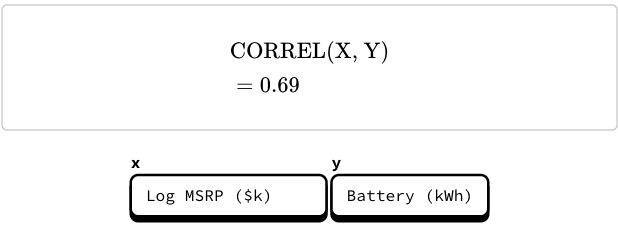 CORREL(X, Y)
= 0.69
x y
Log MSRP ($k) Battery (kWh)